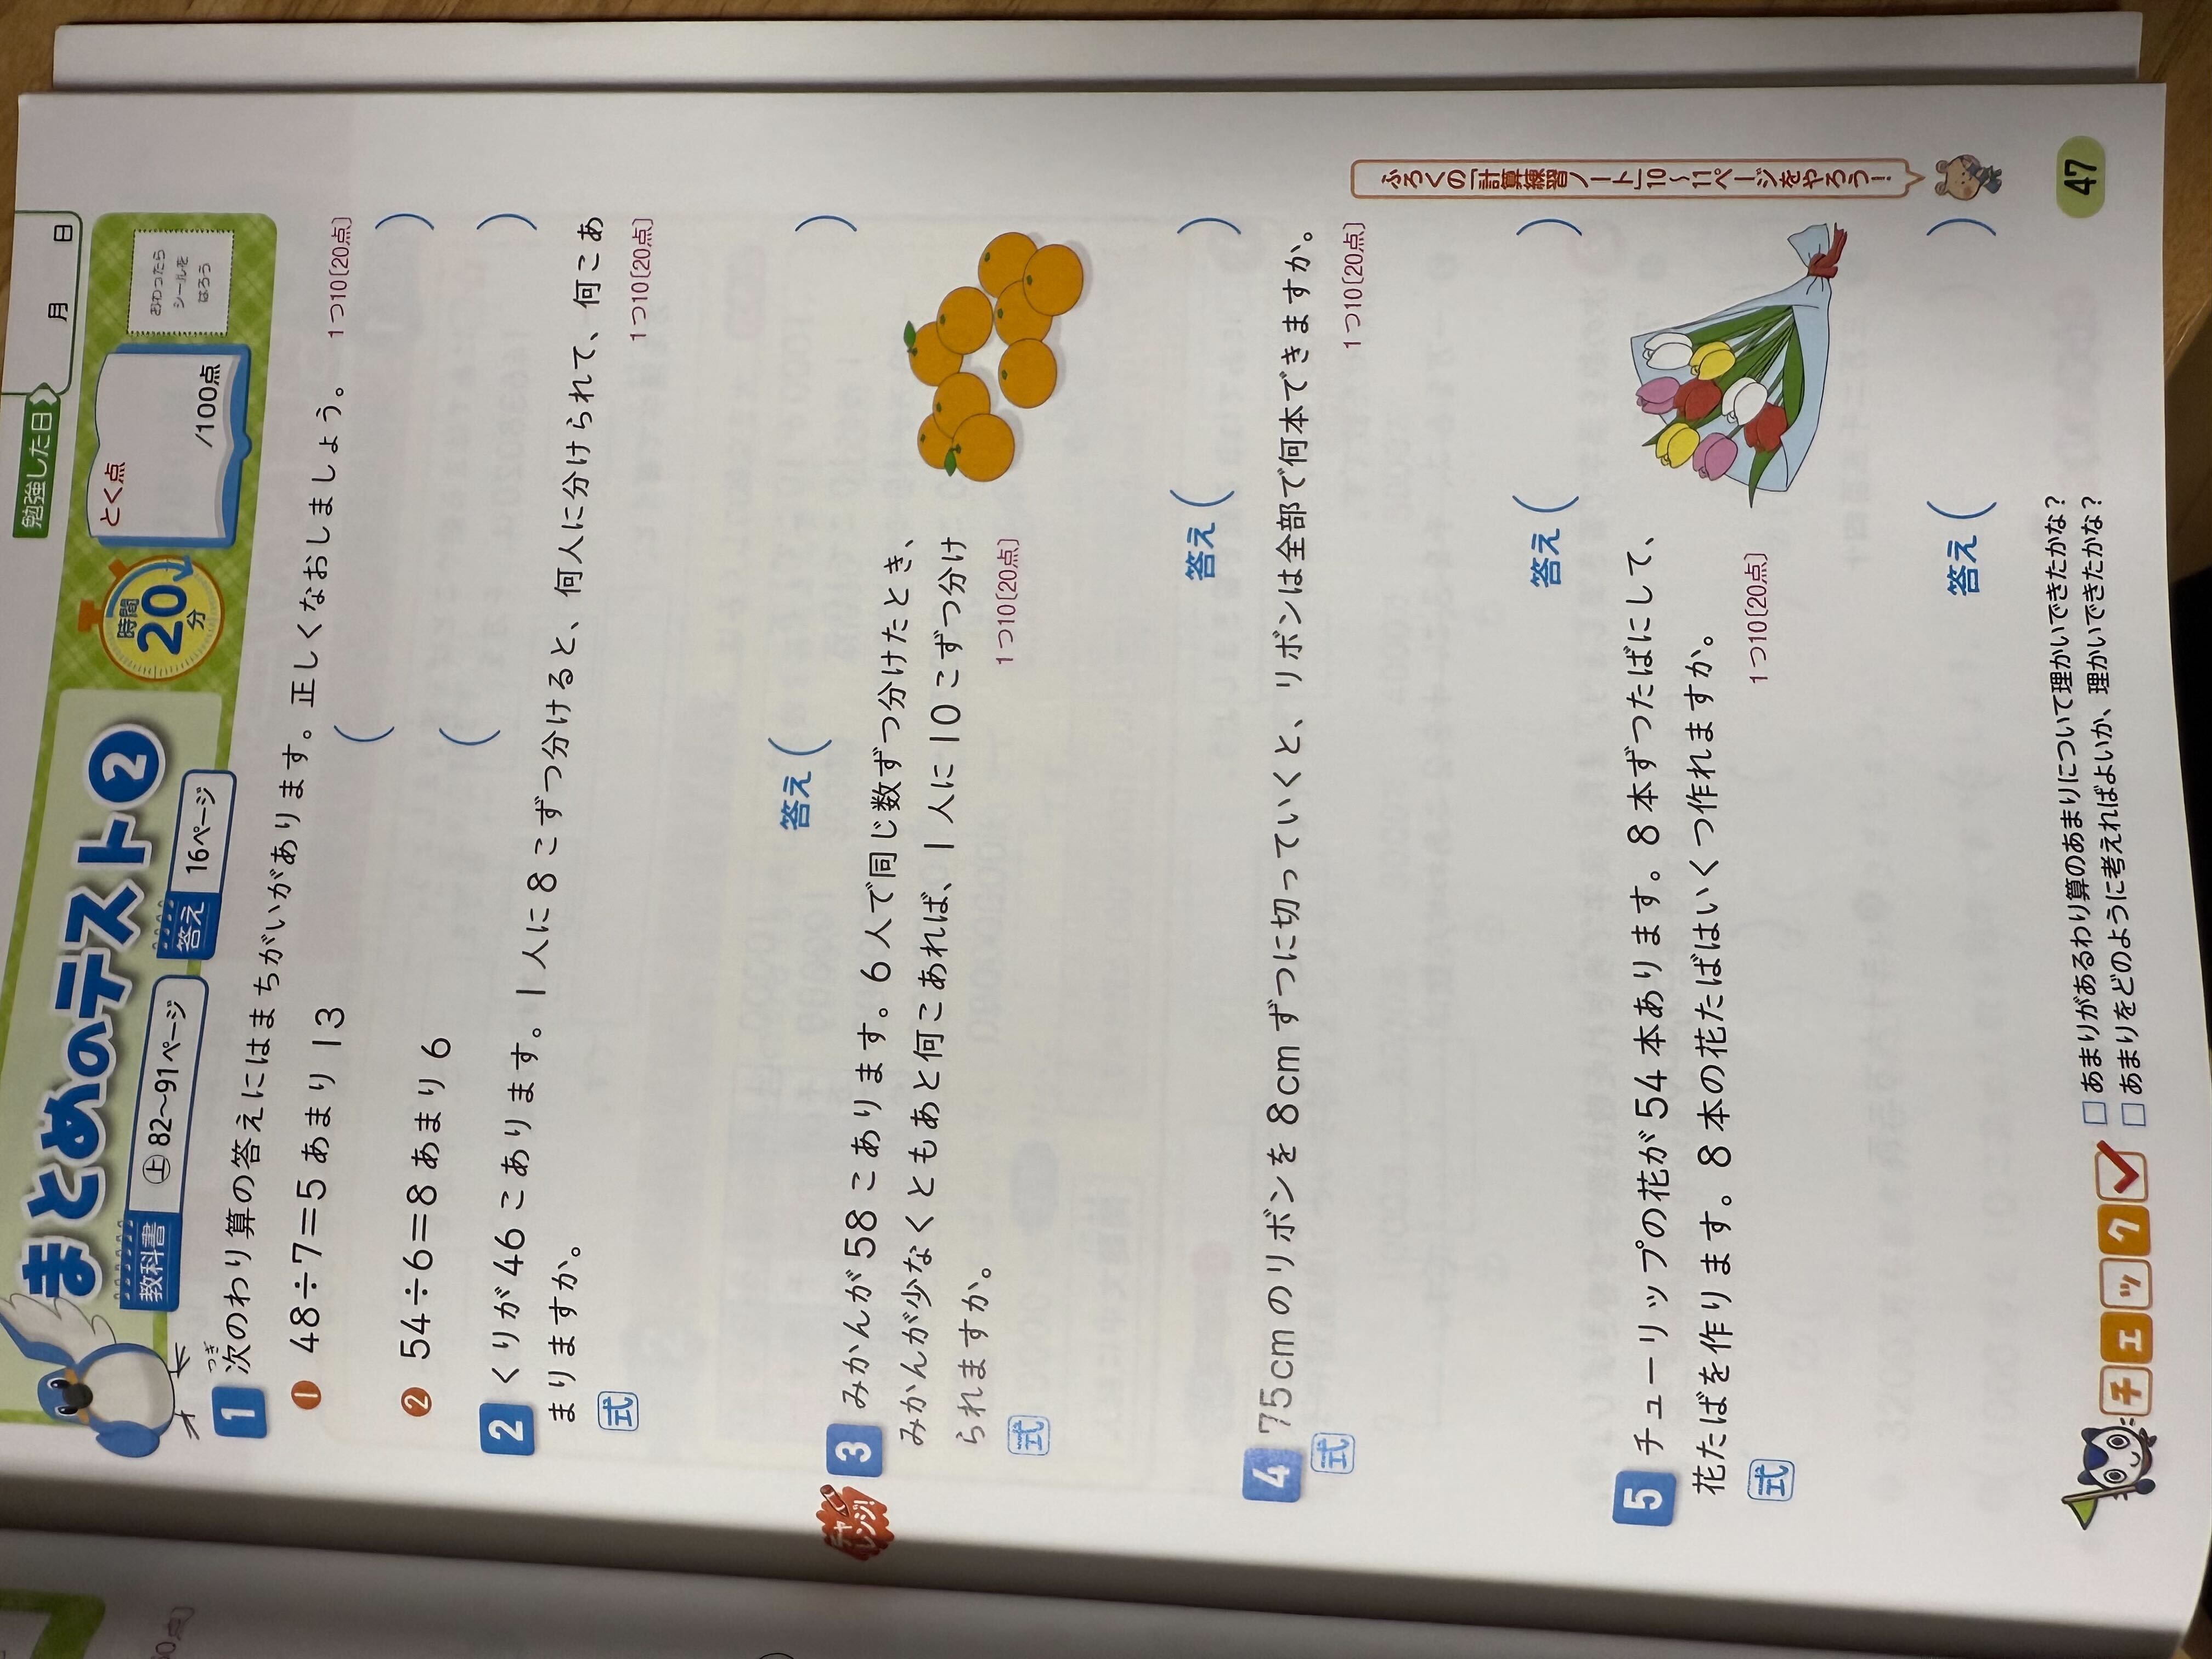 勉強した日
月 日
まとめのテスト2
時間
20
分
とく点
/100点
おわったら
シールを
はろう
教科書 上82〜91ページ
答え 16ページ
つぎ
1 次のわり算の答えにはまちがいがあります。正しくなおしましょう。
1つ10〔20点〕
❶ 48÷7=5あまり13
( )
❷ 54÷6=8あまり6
( )
2 くりが46こあります。1人に8こずつ分けると、何人に分けられて、何こあ
まりますか。
1つ10〔20点〕
式
答え( )
チャレンジ!
3 みかんが58こあります。6人で同じ数ずつ分けたとき、
みかんが少なくともあと何こあれば、1人に10こずつ分け
られますか。
1つ10〔20点〕
式
答え( )
4 75cmのリボンを8cmずつに切っていくと、リボンは全部で何本できますか。
1つ10〔20点〕
式
答え( )
5 チューリップの花が54本あります。8本ずつたばにして、
花たばを作ります。8本の花たばはいくつ作れますか。
1つ10〔20点〕
式
答え( )
ふろくの「計算練習ノート」10〜11ページをやろう!
チェック
□あまりがあるわり算のあまりについて理かいできたかな?
□あまりをどのように考えればよいか、理かいできたかな?
47